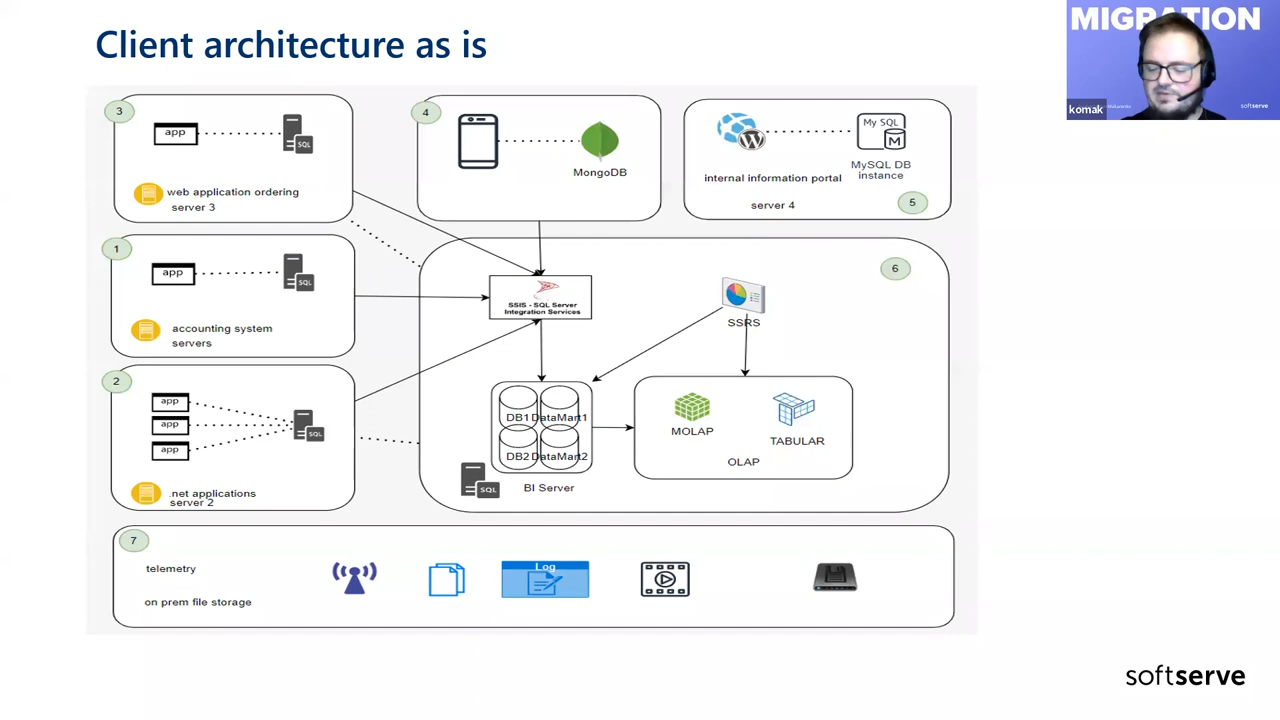 Client architecture as is
MIGRATION
komak
softserve
3
app
SQL
web application ordering
server 3
4
MongoDB
My SQL
M
MySQL DB
instance
internal information portal
server 4
5
1
app
SQL
accounting system
servers
6
SSIS - SQL Server
Integration Services
SSRS
2
app
app
app
SQL
.net applications
server 2
DB1 DataMart1
DB2 DataMart2
SQL
BI Server
MOLAP
TABULAR
OLAP
7
telemetry
Log
on prem file storage
softserve